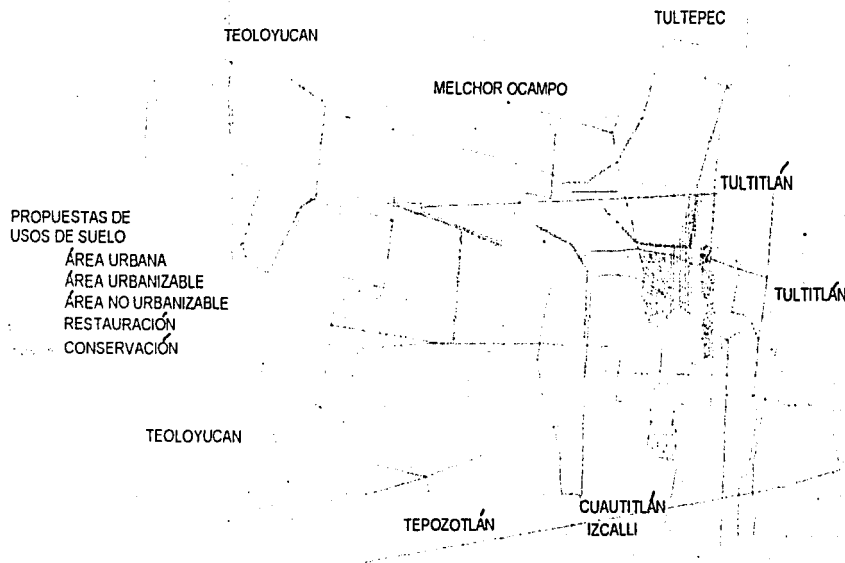 TULTEPEC
TEOLOYUCAN
MELCHOR OCAMPO
TULTITLÁN
PROPUESTAS DE
USOS DE SUELO
ÁREA URBANA
ÁREA URBANIZABLE
ÁREA NO URBANIZABLE
RESTAURACIÓN
CONSERVACIÓN
TULTITLÁN
TEOLOYUCAN
TEPOZOTLÁN
CUAUTITLÁN
IZCALLI